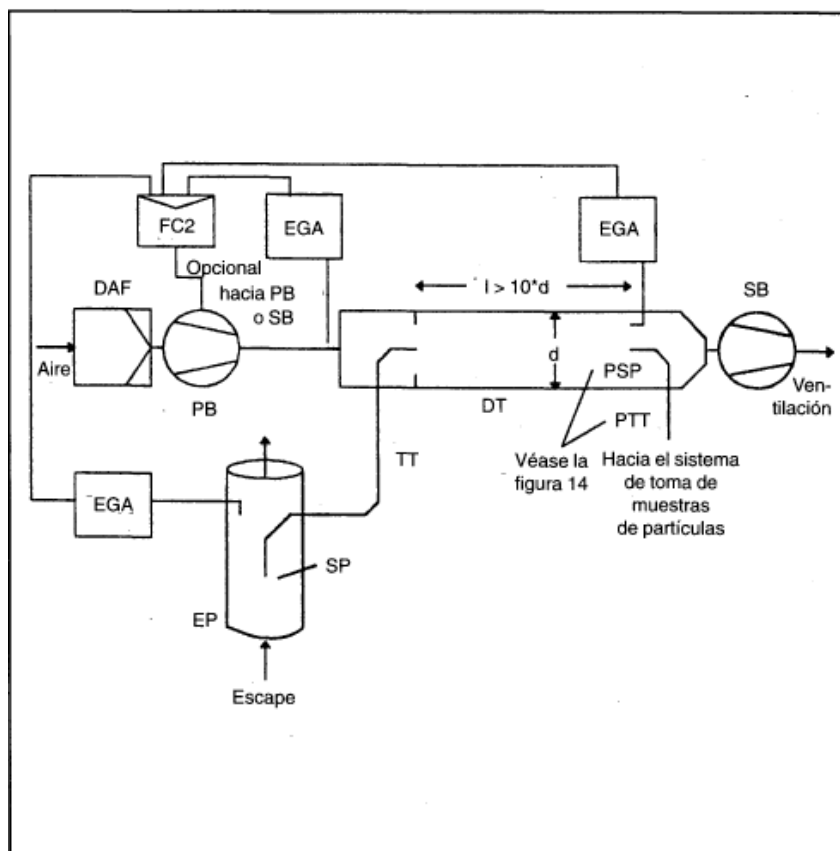 FC2
EGA
EGA
Opcional
hacia PB
o SB
DAF
l > 10*d
SB
Aire
d
PSP
Ven-
tilación
PB
DT
PTT
TT
Véase la
figura 14
Hacia el sistema
de toma de
muestras
de partículas
EGA
SP
EP
Escape